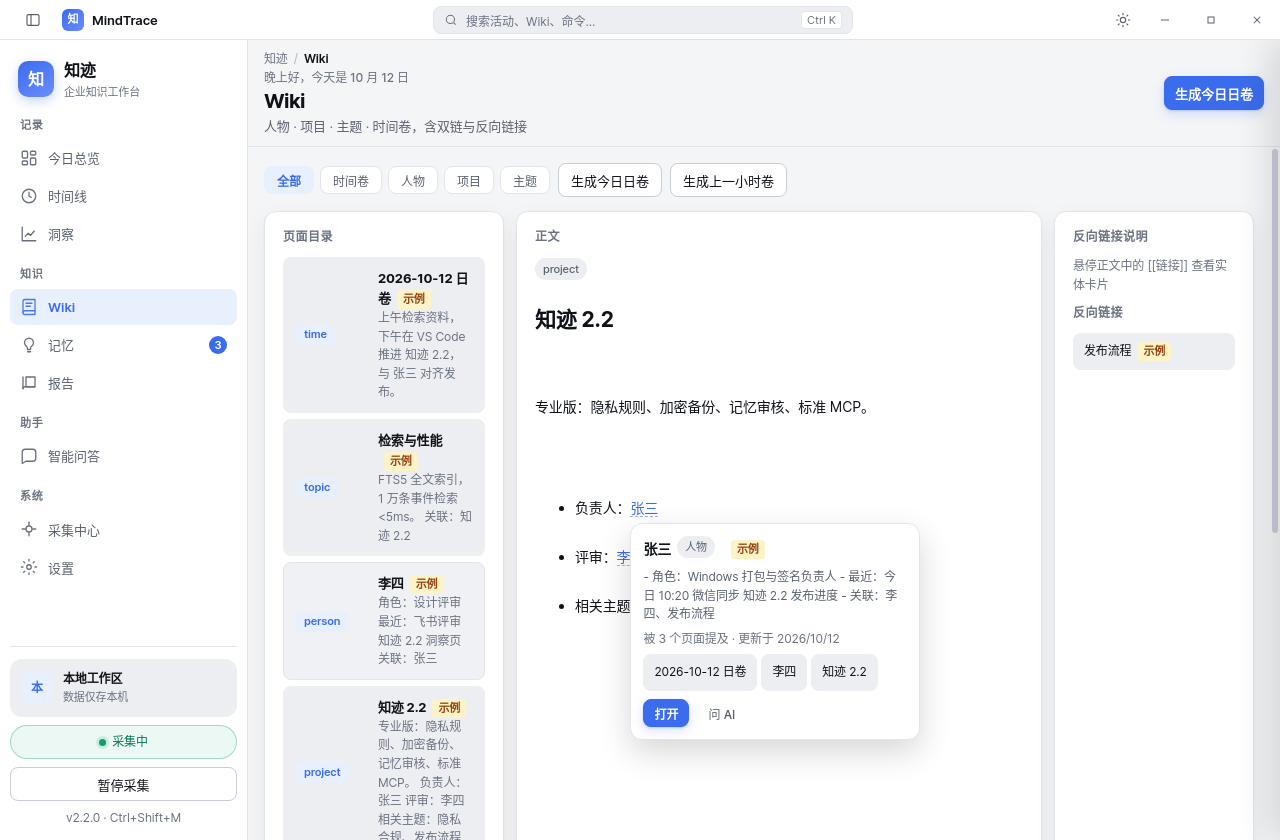 知 MindTrace
搜索活动、Wiki、命令... Ctrl K
知 知迹
企业知识工作台
记录
今日总览
时间线
洞察
知识
Wiki
记忆 3
报告
助手
智能问答
系统
采集中心
设置
本 本地工作区
数据仅存本机
采集中
暂停采集
v2.2.0 · Ctrl+Shift+M
知迹 / Wiki
晚上好，今天是 10 月 12 日
Wiki
人物 · 项目 · 主题 · 时间卷，含双链与反向链接
生成今日日卷
全部 时间卷 人物 项目 主题 生成今日日卷 生成上一小时卷
页面目录
time
2026-10-12 日
卷 示例
上午检索资料，
下午在 VS Code
推进 知迹 2.2，
与 张三 对齐发
布。
topic
检索与性能
示例
FTS5 全文索引，
1 万条事件检索
<5ms。 关联：知
迹 2.2
person
李四 示例
角色：设计评审
最近：飞书评审
知迹 2.2 洞察页
关联：张三
project
知迹 2.2 示例
专业版：隐私规
则、加密备份、
记忆审核、标准
MCP。 负责人：
张三 评审：李四
相关主题：隐私
合规、发布流程
正文
project
知迹 2.2
专业版：隐私规则、加密备份、记忆审核、标准 MCP。
负责人：张三
评审：李
相关主题
张三 人物 示例
- 角色：Windows 打包与签名负责人 - 最近：今
日 10:20 微信同步 知迹 2.2 发布进度 - 关联：李
四、发布流程
被 3 个页面提及 · 更新于 2026/10/12
2026-10-12 日卷 李四 知迹 2.2
打开 问 AI
反向链接说明
悬停正文中的 [[链接]] 查看实
体卡片
反向链接
发布流程 示例